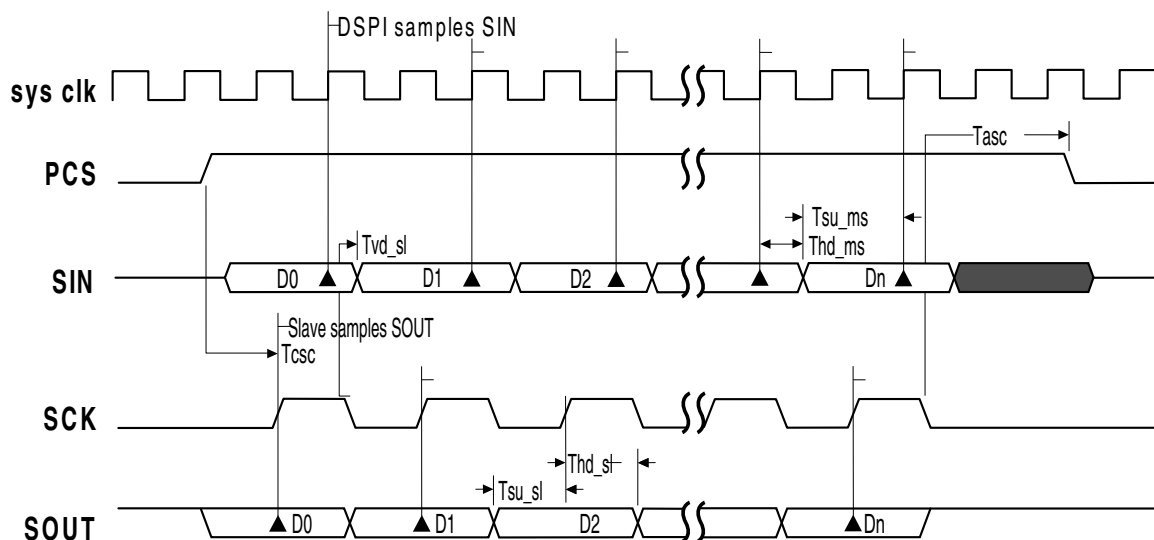 DSPI samples SIN
sys clk
Tasc
PCS
Tsu_ms
Tvd_sl
Thd_ms
SIN
D0
D1
D2
Dn
Slave samples SOUT
Tcsc
SCK
Thd_sl
Tsu_sl
SOUT
D0
D1
D2
Dn